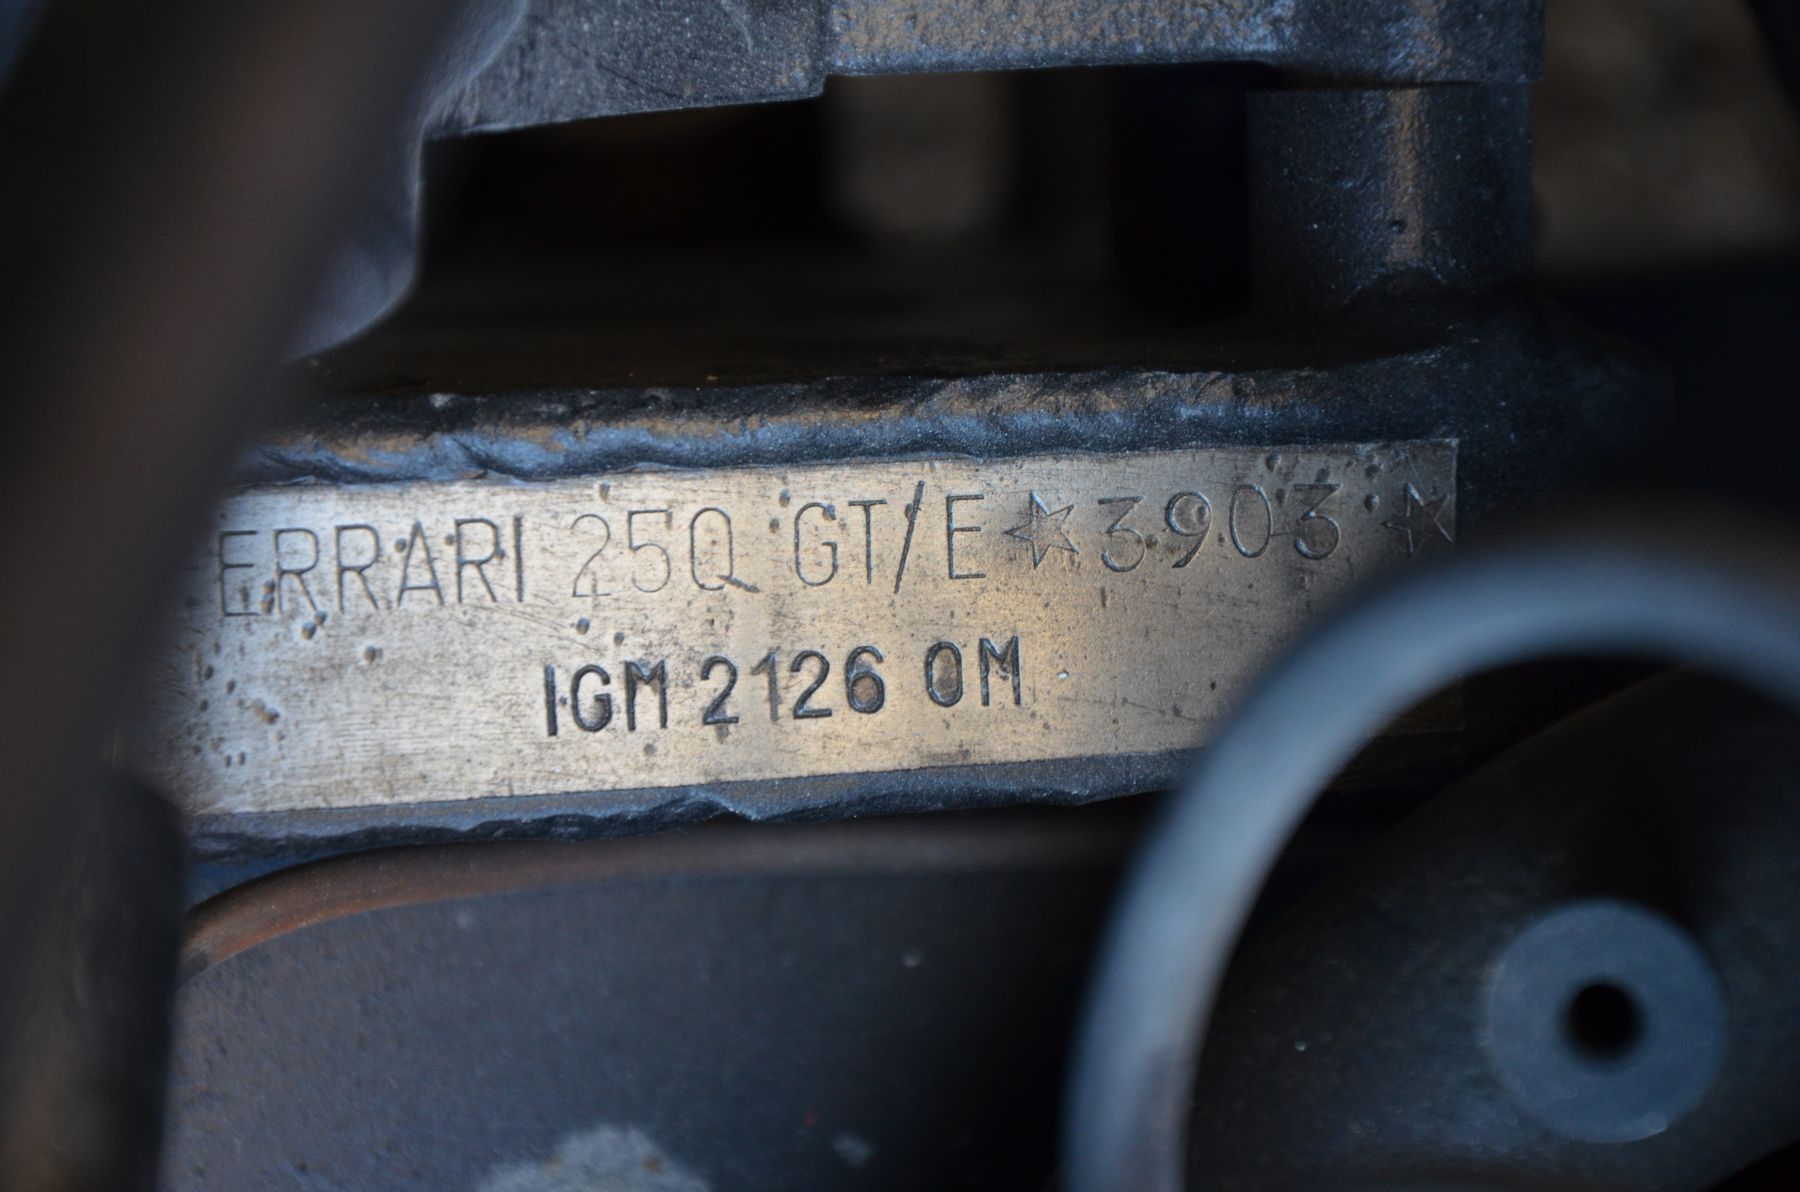 ERRARI 250 GT/E ☆ 3903 ☆
IGM 2126 OM